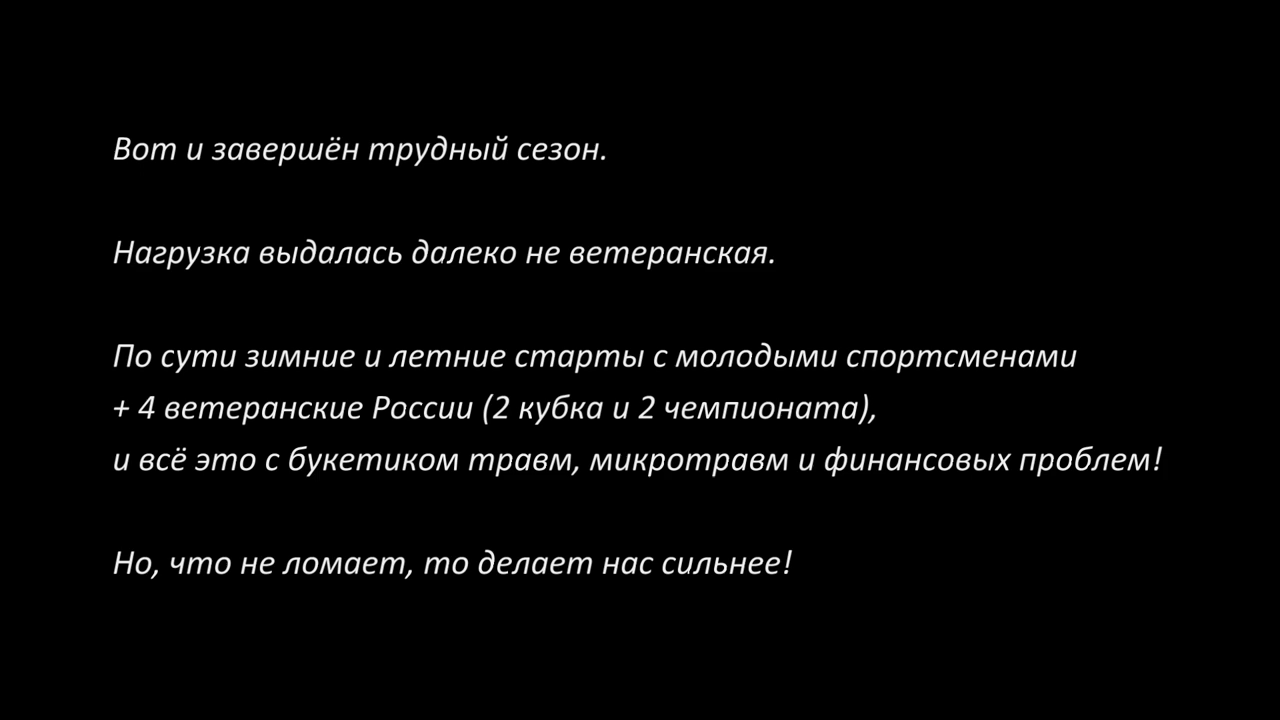 Вот и завершён трудный сезон.
Нагрузка выдалась далеко не ветеранская.
По сути зимние и летние старты с молодыми спортсменами
+ 4 ветеранские России (2 кубка и 2 чемпионата),
и всё это с букетиком травм, микротравм и финансовых проблем!
Но, что не ломает, то делает нас сильнее!